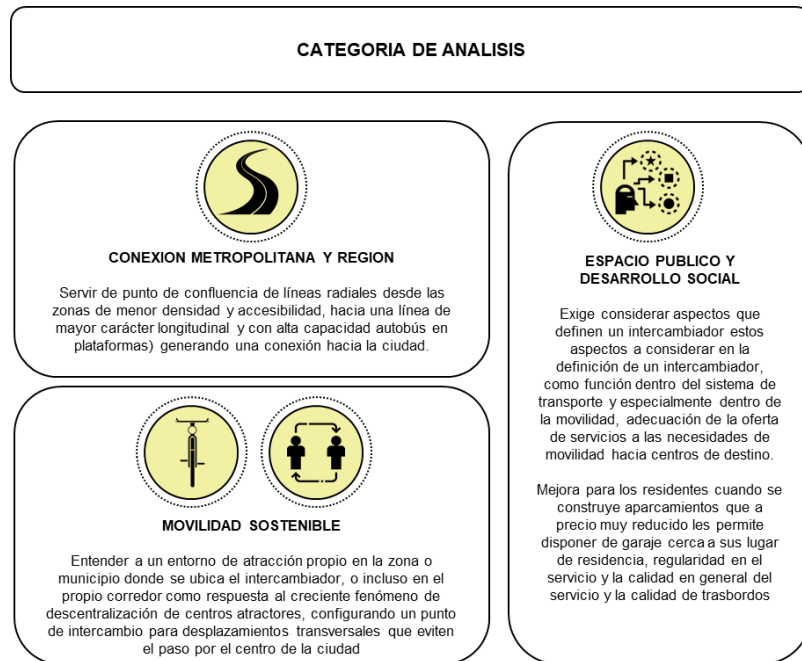 CATEGORIA DE ANALISIS
CONEXION METROPOLITANA Y REGION
Servir de punto de confluencia de líneas radiales desde las
zonas de menor densidad y accesibilidad, hacia una línea de
mayor carácter longitudinal y con alta capacidad autobús en
plataformas) generando una conexión hacia la ciudad.
MOVILIDAD SOSTENIBLE
Entender a un entorno de atracción propio en la zona o
municipio donde se ubica el intercambiador, o incluso en el
propio corredor como respuesta al creciente fenómeno de
descentralización de centros atractores, configurando un punto
de intercambio para desplazamientos transversales que eviten
el paso por el centro de la ciudad
ESPACIO PUBLICO Y
DESARROLLO SOCIAL
Exige considerar aspectos que
definen un intercambiador estos
aspectos a considerar en la
definición de un intercambiador,
como función dentro del sistema de
transporte y especialmente dentro de
la movilidad, adecuación de la oferta
de servicios a las necesidades de
movilidad hacia centros de destino.
Mejora para los residentes cuando se
construye aparcamientos que a
precio muy reducido les permite
disponer de garaje cerca a sus lugar
de residencia, regularidad en el
servicio y la calidad en general del
servicio y la calidad de trasbordos